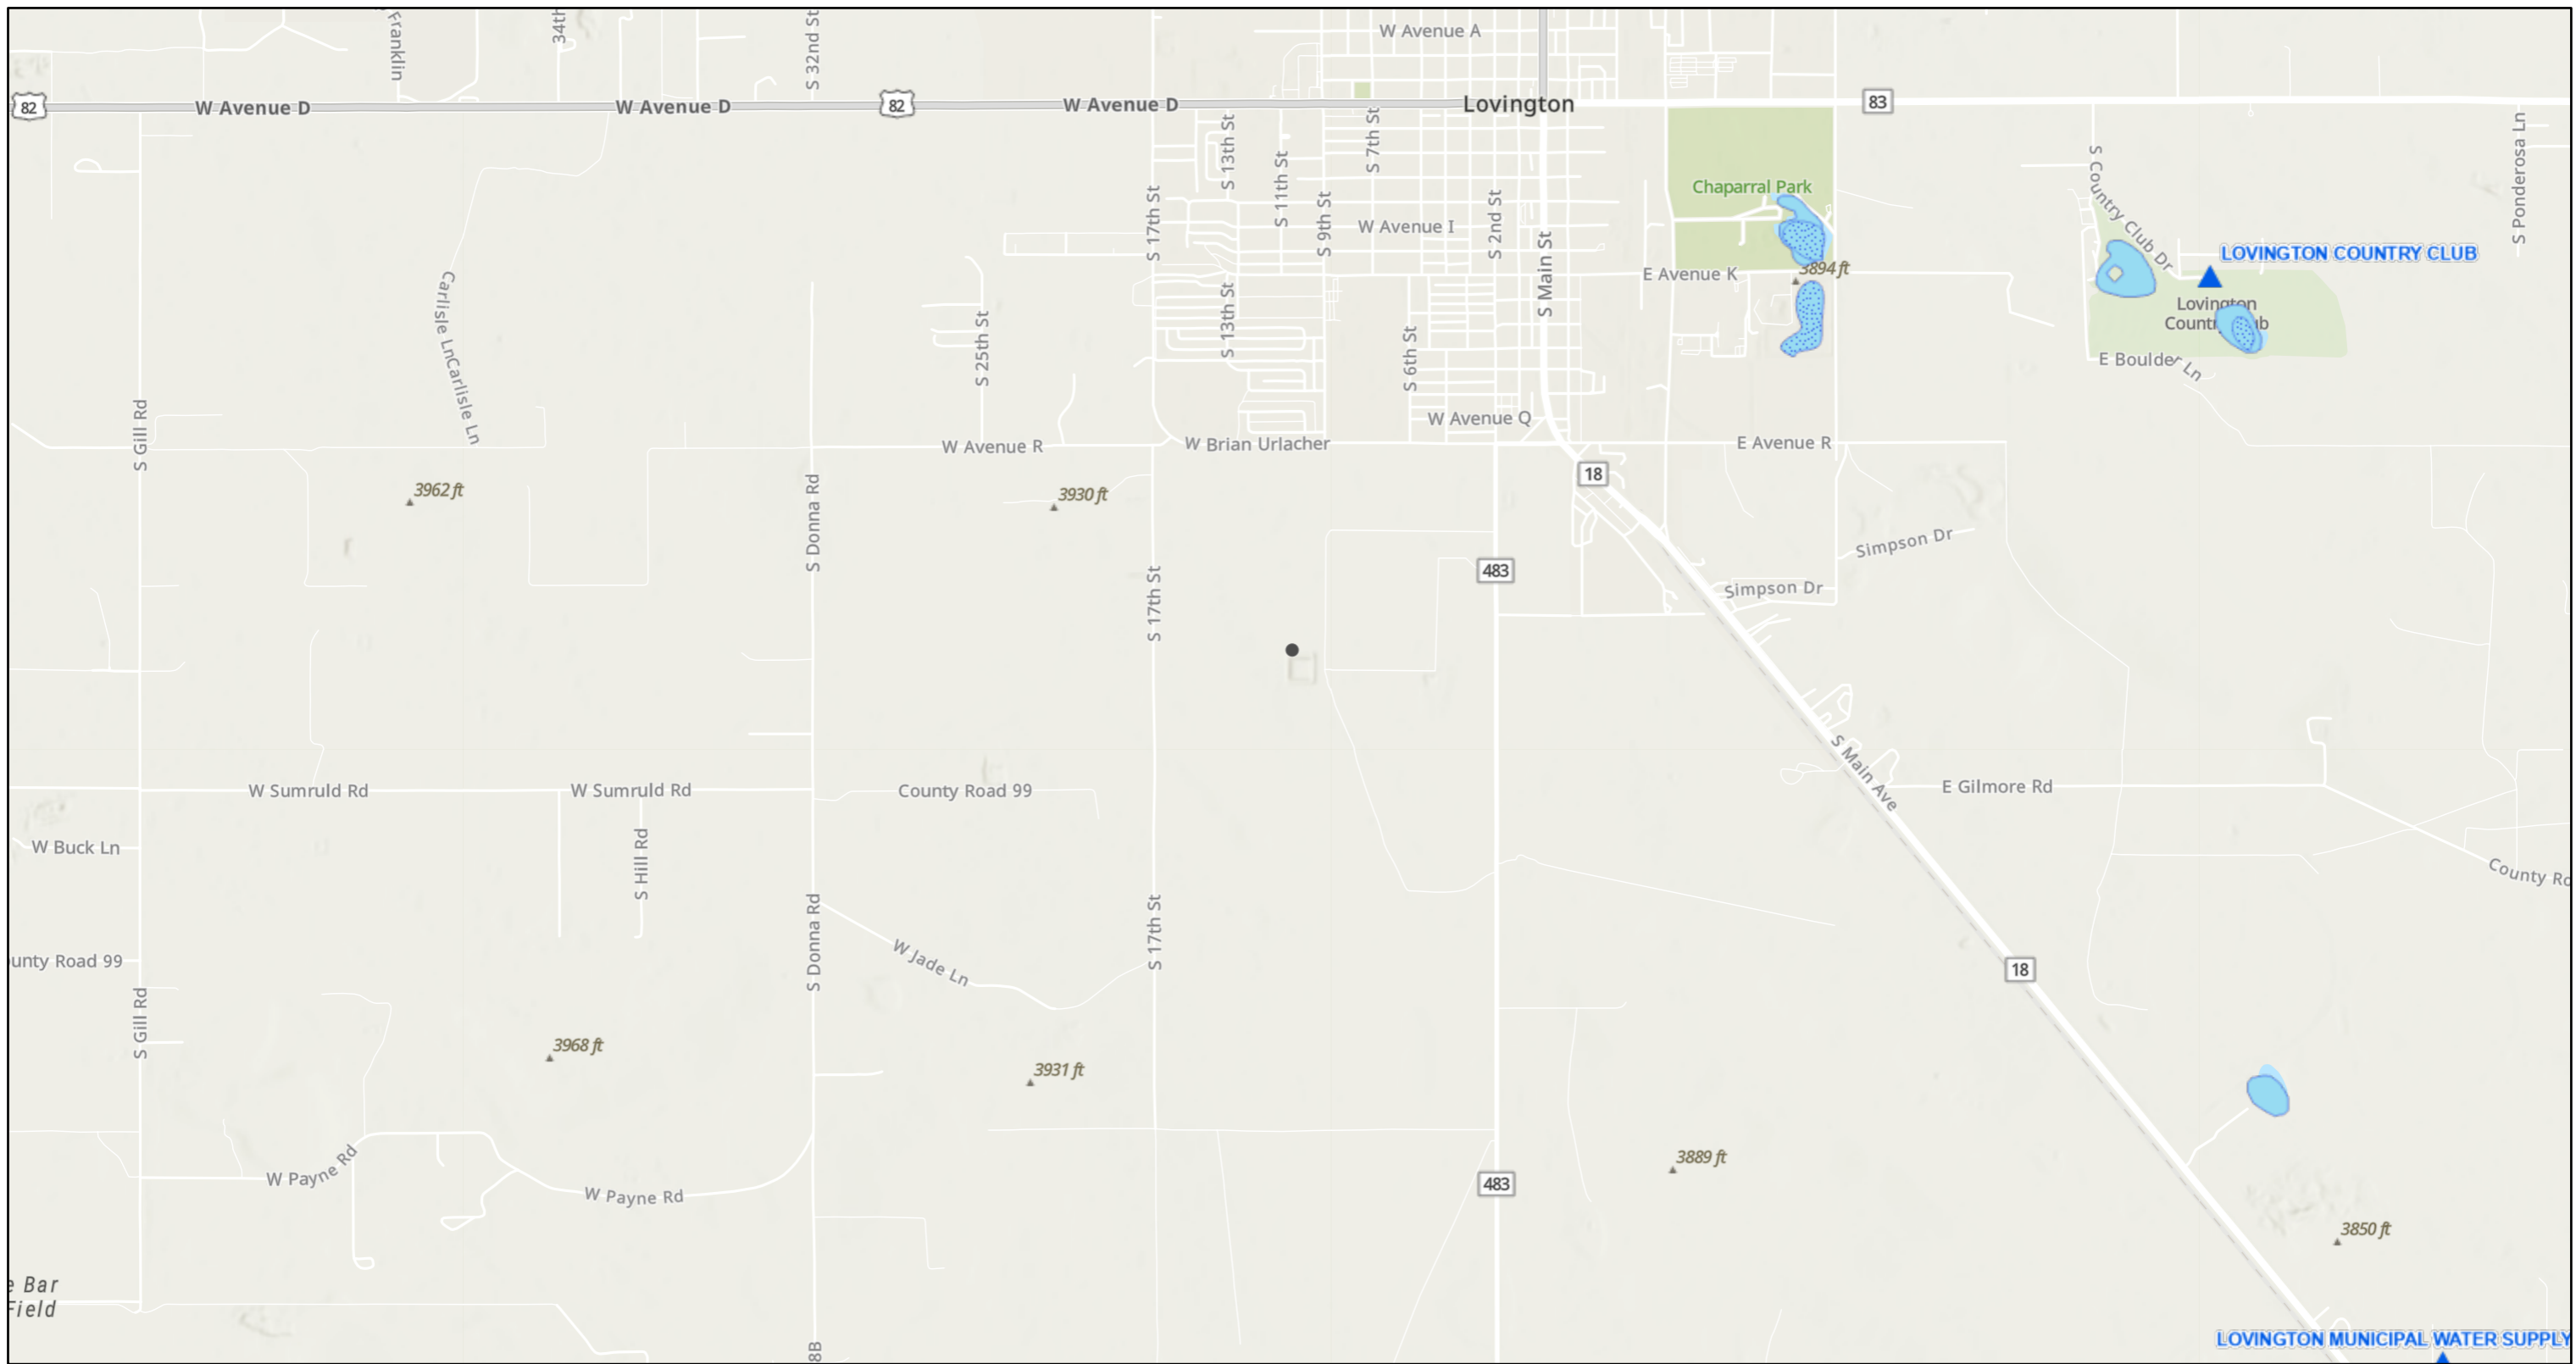 Franklin
34th
S 32nd St
W Avenue A
82
W Avenue D
W Avenue D
82
W Avenue D
Lovington
83
S 13th St
S 7th St
S 11th St
S 17th St
S 9th St
S 2nd St
W Avenue I
S Main St
Chaparral Park
S Country Club Dr
S Ponderosa Ln
LOVINGTON COUNTRY CLUB
3894 ft
E Avenue K
Lovington
Country
b
E Boulder Ln
Carlisle Ln
Carlisle Ln
S 25th St
S 13th St
S 6th St
W Avenue Q
S Gill Rd
W Avenue R
W Brian Urlacher
E Avenue R
18
3962 ft
3930 ft
S Donna Rd
Simpson Dr
483
Simpson Dr
S 17th St
S Main Ave
W Sumruld Rd
W Sumruld Rd
County Road 99
E Gilmore Rd
W Buck Ln
S Hill Rd
County Ro
S 17th St
S Donna Rd
W Jade Ln
unty Road 99
18
S Gill Rd
3968 ft
3931 ft
3889 ft
W Payne Rd
W Payne Rd
483
3850 ft
e Bar
Field
8B
LOVINGTON MUNICIPAL WATER SUPPLY